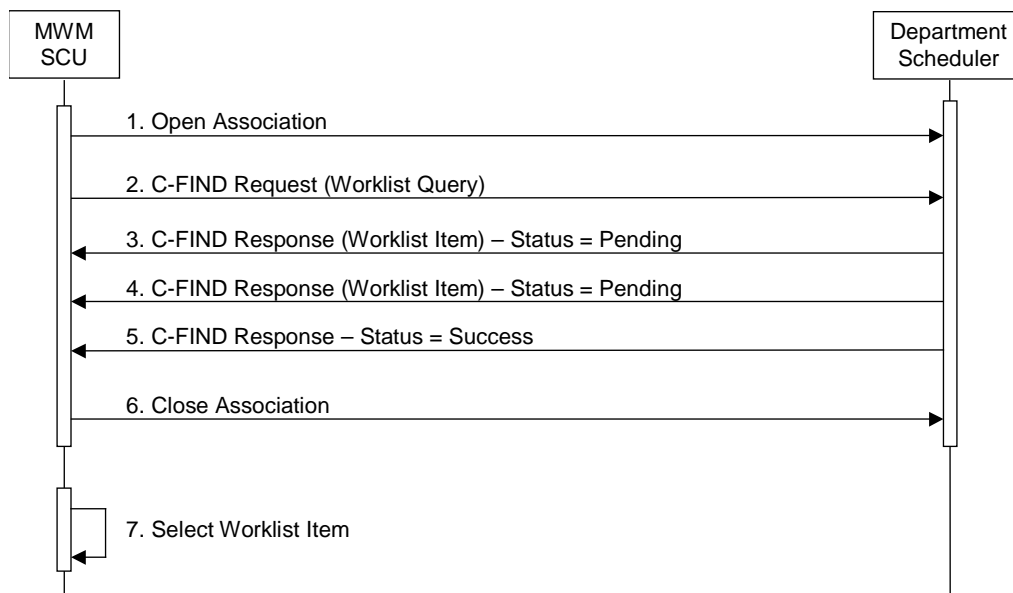 MWM
SCU
Department
Scheduler
1. Open Association
2. C-FIND Request (Worklist Query)
3. C-FIND Response (Worklist Item) – Status = Pending
4. C-FIND Response (Worklist Item) – Status = Pending
5. C-FIND Response – Status = Success
6. Close Association
7. Select Worklist Item